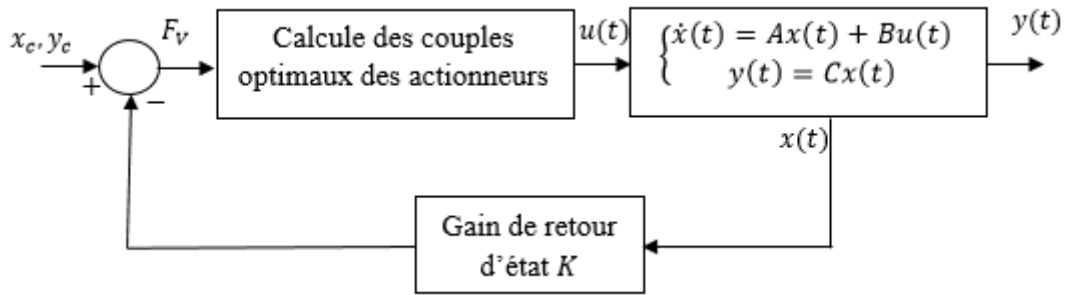 x_c, y_c
F_V
+
−
Calcule des couples
optimaux des actionneurs
u(t)
ẋ(t) = Ax(t) + Bu(t)
y(t) = Cx(t)
y(t)
x(t)
Gain de retour
d'état K